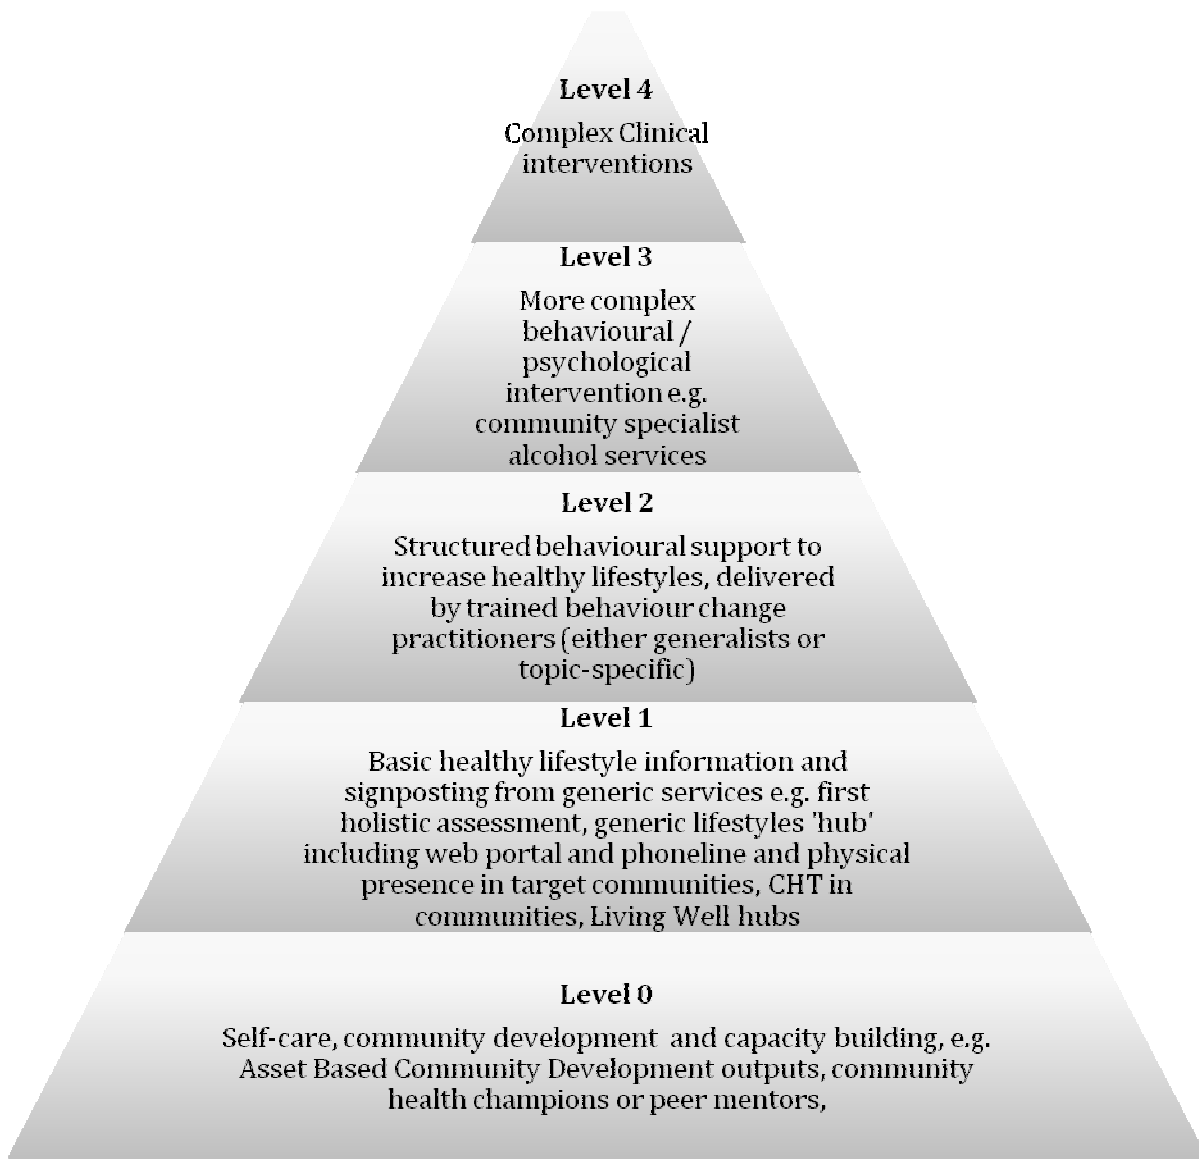 Level 4
Complex Clinical
interventions
Level 3
More complex
behavioural /
psychological
intervention e.g.
community specialist
alcohol services
Level 2
Structured behavioural support to
increase healthy lifestyles, delivered
by trained behaviour change
practitioners (either generalists or
topic-specific)
Level 1
Basic healthy lifestyle information and
signposting from generic services e.g. first
holistic assessment, generic lifestyles 'hub'
including web portal and phoneline and physical
presence in target communities, CHT in
communities, Living Well hubs
Level 0
Self-care, community development and capacity building, e.g.
Asset Based Community Development outputs, community
health champions or peer mentors,